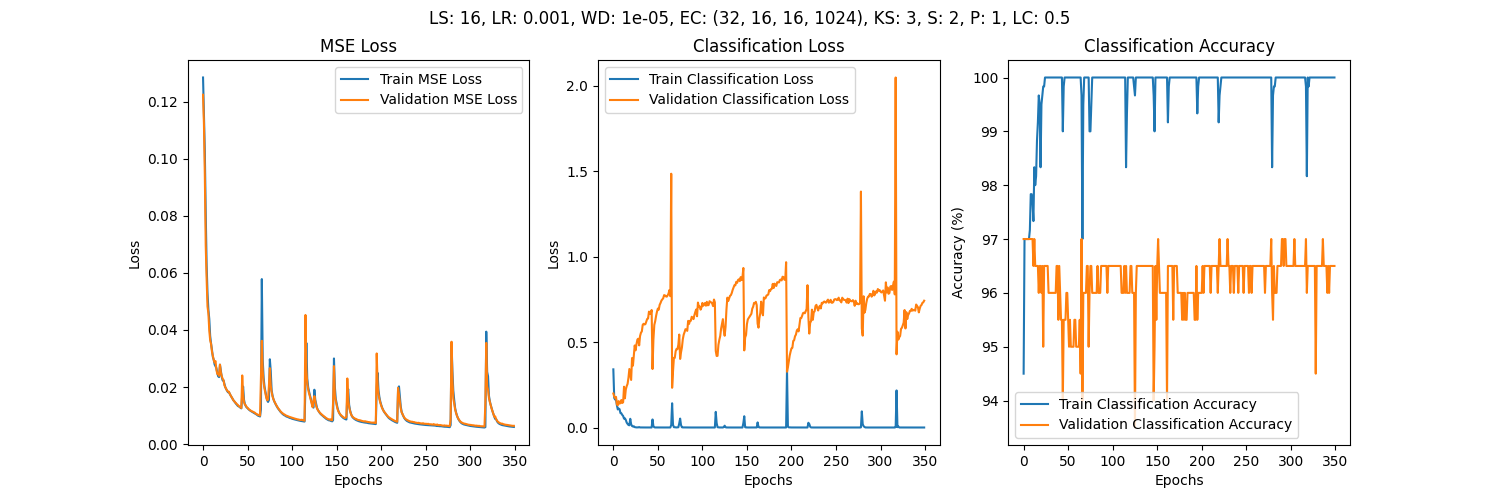 LS: 16, LR: 0.001, WD: 1e-05, EC: (32, 16, 16, 1024), KS: 3, S: 2, P: 1, LC: 0.5
MSE Loss
Train MSE Loss
Validation MSE Loss
0.12
0.10
0.08
0.06
0.04
0.02
0.00
Loss
0 50 100 150 200 250 300 350
Epochs
Classification Loss
Train Classification Loss
Validation Classification Loss
2.0
1.5
1.0
0.5
0.0
Loss
0 50 100 150 200 250 300 350
Epochs
Classification Accuracy
100
99
98
97
96
95
94
Accuracy (%)
Train Classification Accuracy
Validation Classification Accuracy
0 50 100 150 200 250 300 350
Epochs